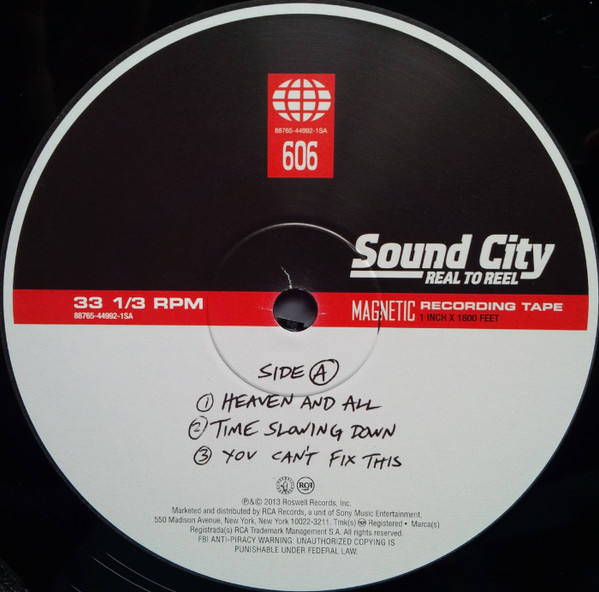 88765-44992-1SA
606
Sound City
REAL TO REEL
33 1/3 RPM
88765-44992-1SA
MAGNETIC RECORDING TAPE
1 INCH X 1800 FEET
SIDE A
1 HEAVEN AND ALL
2 TIME SLOWING DOWN
3 YOU CAN'T FIX THIS
RCA
℗&© 2013 Roswell Records, Inc.
Marketed and distributed by RCA Records, a unit of Sony Music Entertainment,
550 Madison Avenue, New York, New York 10022-3211. Tmk(s) ® Registered • Marca(s)
Registrada(s) RCA Trademark Management S.A. All rights reserved.
FBI ANTI-PIRACY WARNING: UNAUTHORIZED COPYING IS
PUNISHABLE UNDER FEDERAL LAW.